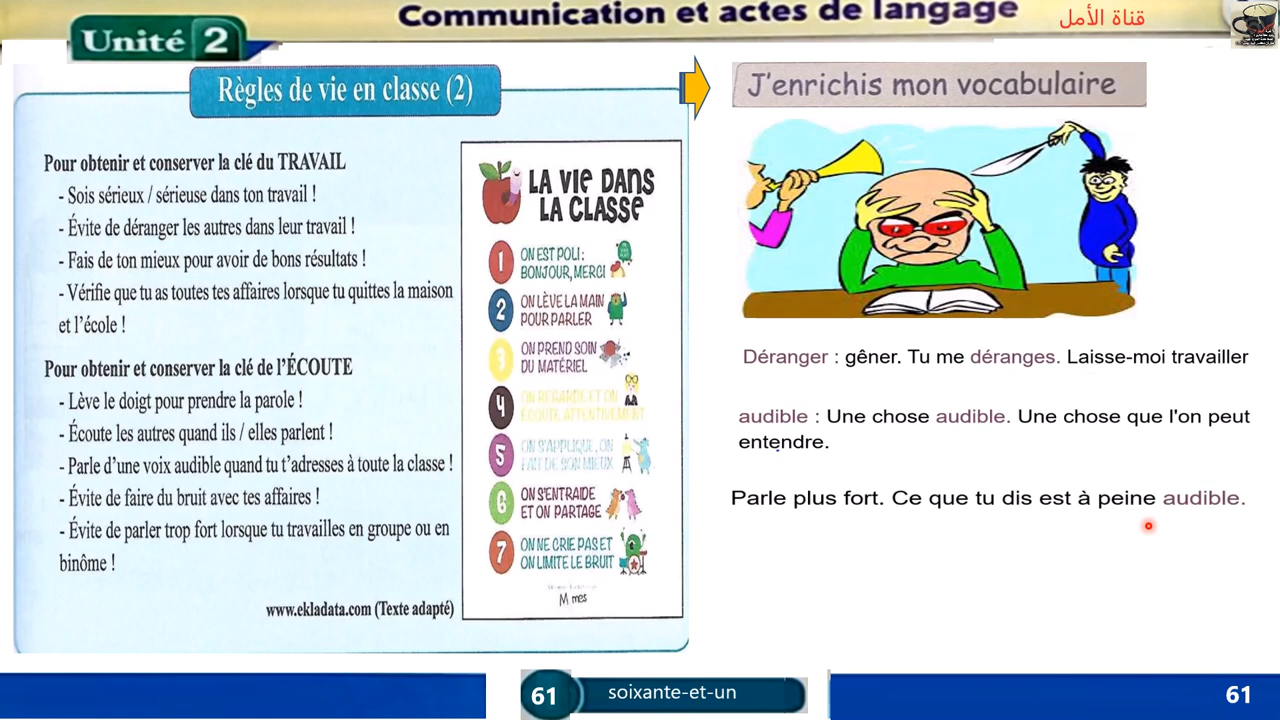 Communication et actes de langage
قناة الأمل
Unité 2
Règles de vie en classe (2)
Pour obtenir et conserver la clé du TRAVAIL
- Sois sérieux / sérieuse dans ton travail !
- Évite de déranger les autres dans leur travail !
- Fais de ton mieux pour avoir de bons résultats !
- Vérifie que tu as toutes tes affaires lorsque tu quittes la maison
et l'école !
Pour obtenir et conserver la clé de l'ÉCOUTE
- Lève le doigt pour prendre la parole !
- Écoute les autres quand ils / elles parlent !
- Parle d'une voix audible quand tu t'adresses à toute la classe !
- Évite de faire du bruit avec tes affaires !
- Évite de parler trop fort lorsque tu travailles en groupe ou en
binôme !
www.ekladata.com (Texte adapté)
LA VIE DANS
LA CLASSE
1 ON EST POLI :
BONJOUR, MERCI
2 ON LÈVE LA MAIN
POUR PARLER
3 ON PREND SOIN
DU MATÉRIEL
4 ON REGARDE ET ON
ÉCOUTE ATTENTIVEMENT
5 ON S'APPLIQUE, ON
FAIT DE SON MIEUX
6 ON S'ENTRAIDE
ET ON PARTAGE
7 ON NE CRIE PAS ET
ON LIMITE LE BRUIT
M mes
J'enrichis mon vocabulaire
Déranger : gêner. Tu me déranges. Laisse-moi travailler
audible : Une chose audible. Une chose que l'on peut
entendre.
Parle plus fort. Ce que tu dis est à peine audible.
61 soixante-et-un
61